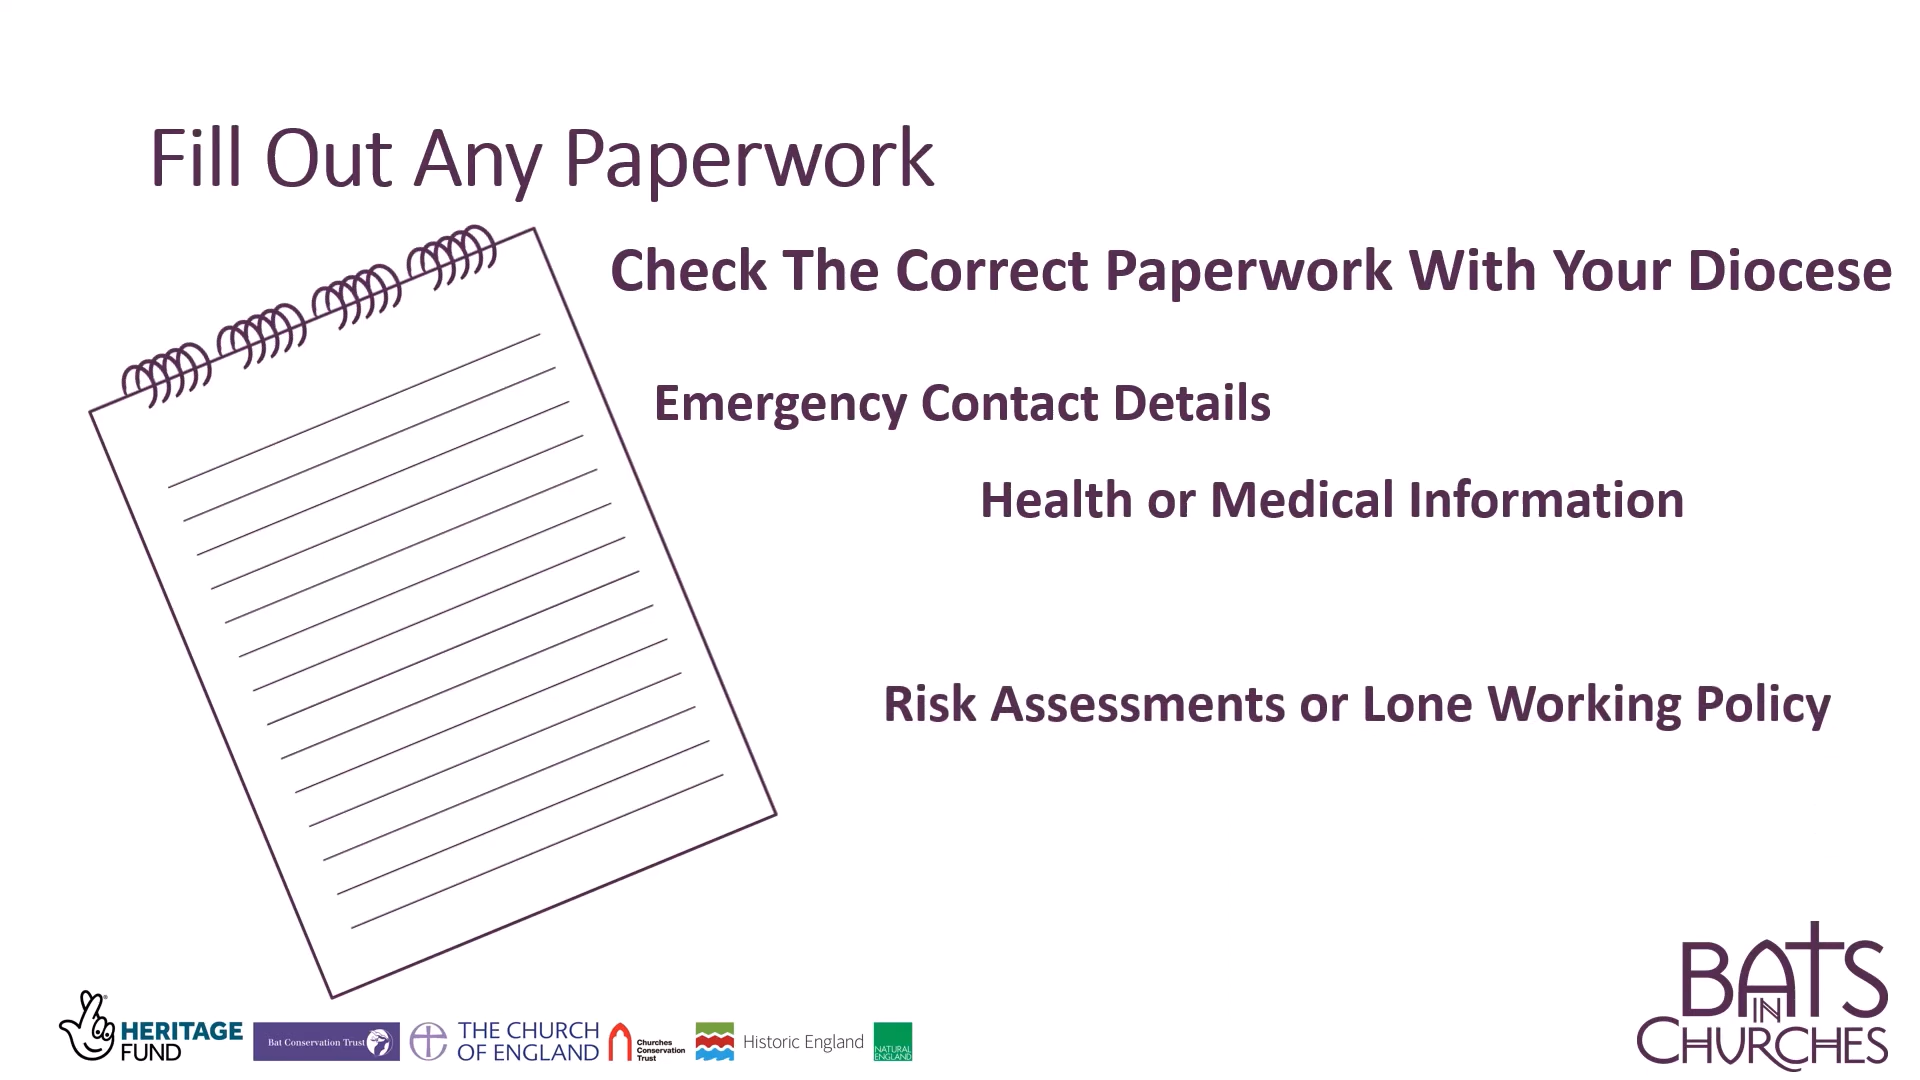 Fill Out Any Paperwork
Check The Correct Paperwork With Your Diocese
Emergency Contact Details
Health or Medical Information
Risk Assessments or Lone Working Policy
HERITAGE
FUND
Bat Conservation Trust
THE CHURCH
OF ENGLAND
Churches
Conservation
Trust
Historic England
NATURAL
ENGLAND
BATS
IN
CHURCHES